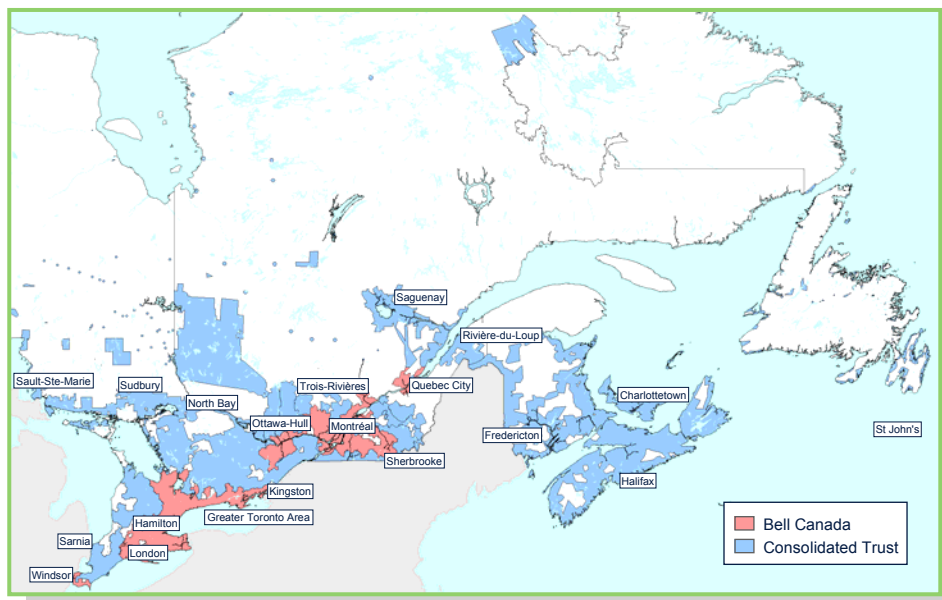 Saguenay
Rivière-du-Loup
Sault-Ste-Marie
Sudbury
Trois-Rivières
Quebec City
Charlottetown
North Bay
Ottawa-Hull
Montréal
Fredericton
St John's
Sherbrooke
Halifax
Kingston
Greater Toronto Area
Hamilton
Sarnia
London
Windsor
Bell Canada
Consolidated Trust